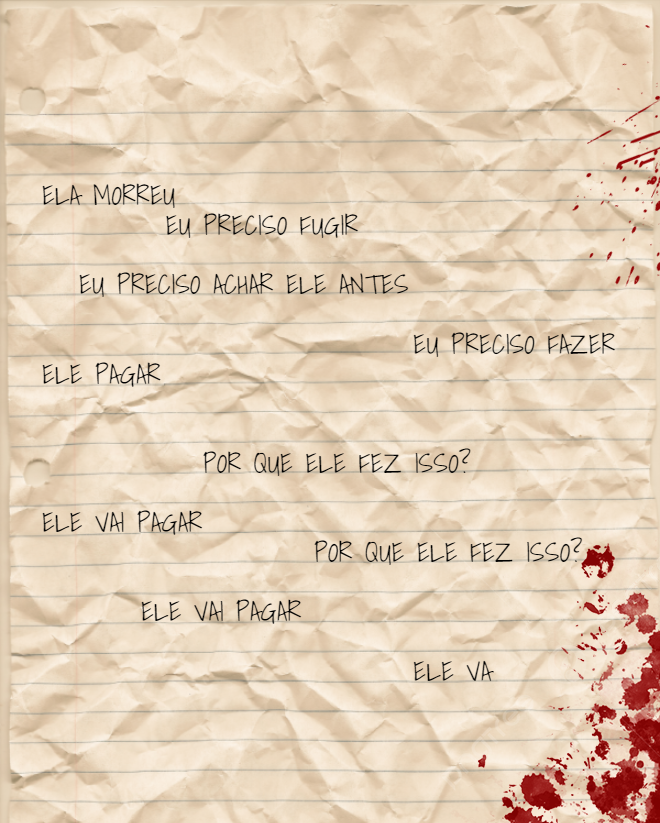 ELA MORREU
EU PRECISO FUGIR
EU PRECISO ACHAR ELE ANTES
EU PRECISO FAZER
ELE PAGAR
POR QUE ELE FEZ ISSO?
ELE VAI PAGAR
POR QUE ELE FEZ ISSO?
ELE VAI PAGAR
ELE VA